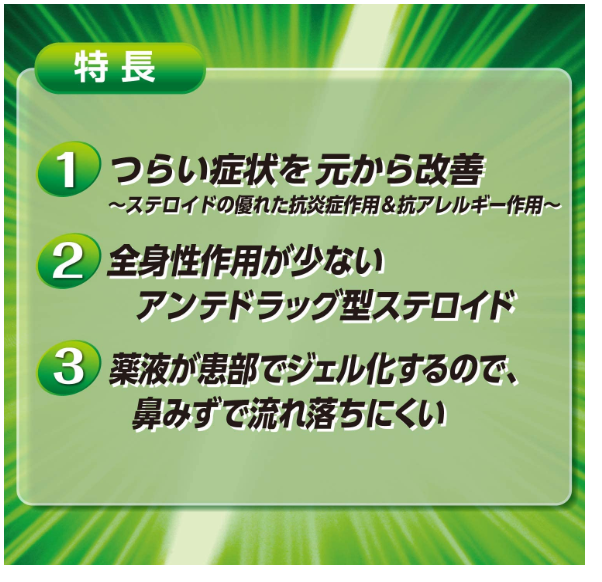 特長
1 つらい症状を 元から改善
～ステロイドの優れた抗炎症作用＆抗アレルギー作用～
2 全身性作用が少ない
アンテドラッグ型ステロイド
3 薬液が患部でジェル化するので、
鼻みずで流れ落ちにくい